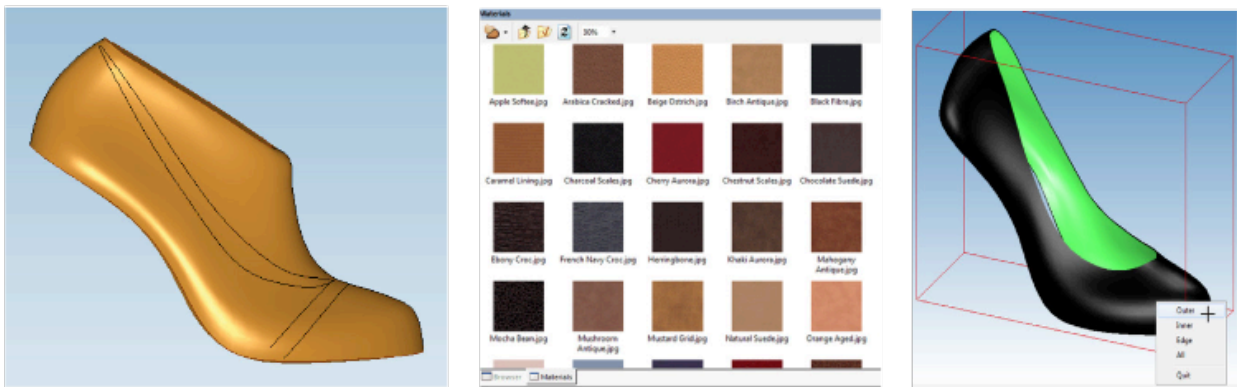 Materials
30%
Apple Softee.jpg Arabica Cracked.jpg Beige Ostrich.jpg Birch Antique.jpg Black Fibre.jpg
Caramel Lining.jpg Charcoal Scales.jpg Cherry Aurora.jpg Chestnut Scales.jpg Chocolate Suede.jpg
Ebony Croc.jpg French Navy Croc.jpg Herringbone.jpg Khaki Aurora.jpg Mahogany
Antique.jpg
Mocha Bean.jpg Mushroom Mustard Grid.jpg Natural Suede.jpg Orange Aged.jpg
Antique.jpg
Browser Materials
Outer
Inner
Edge
All
Quit